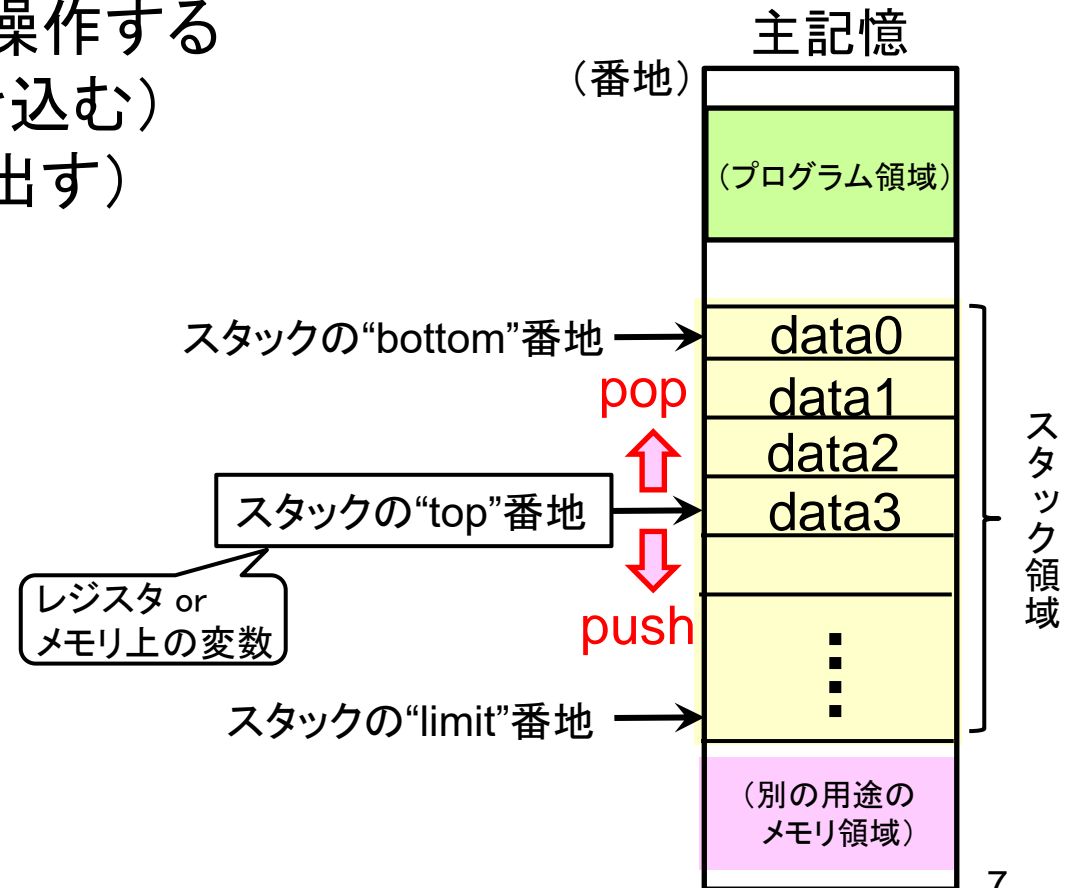 操作する
込む）
出す）
主記憶
（番地）
（プログラム領域）
スタックの“bottom”番地
data0
pop
data1
data2
スタックの“top”番地
data3
レジスタ or
メモリ上の変数
push
スタック領域
スタックの“limit”番地
（別の用途の
メモリ領域）
7